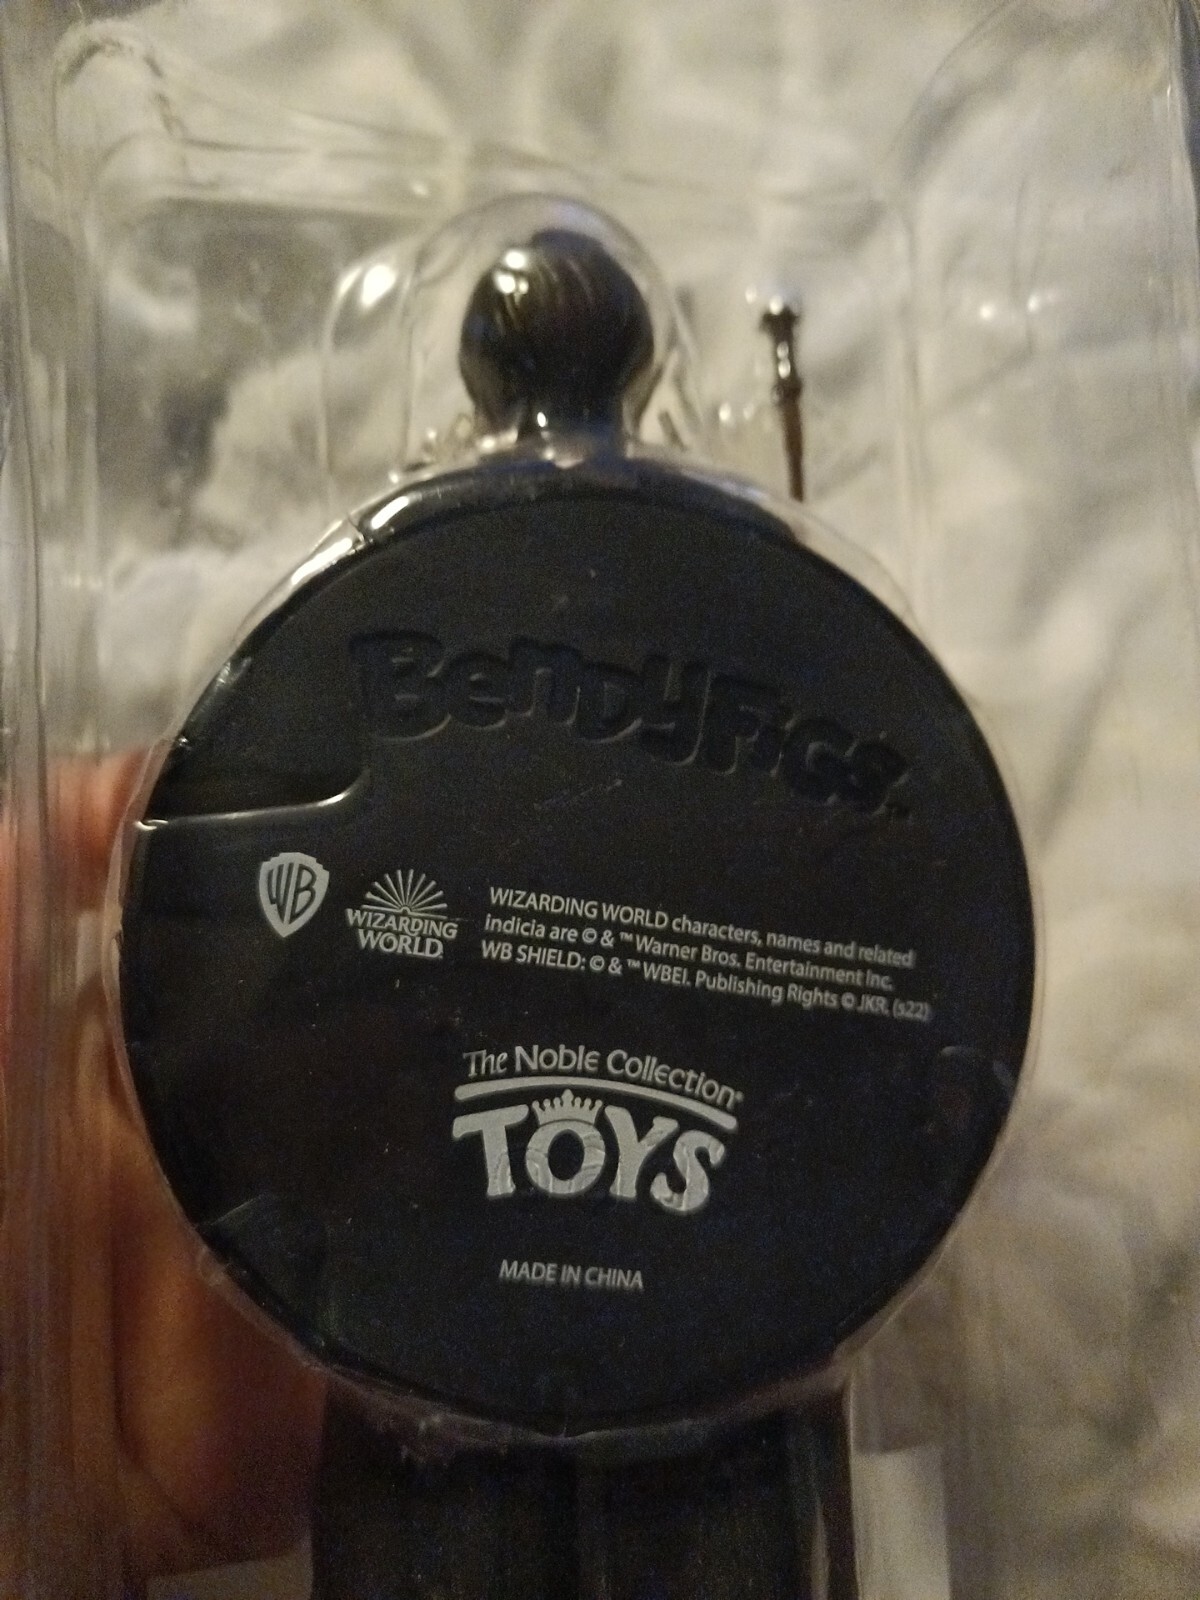 BendyFigs™
WB
WIZARDING
WORLD
WIZARDING WORLD characters, names and related
indicia are © & ™ Warner Bros. Entertainment Inc.
WB SHIELD: © & ™ WBEI. Publishing Rights © JKR. (s22)
The Noble Collection®
TOYS
MADE IN CHINA